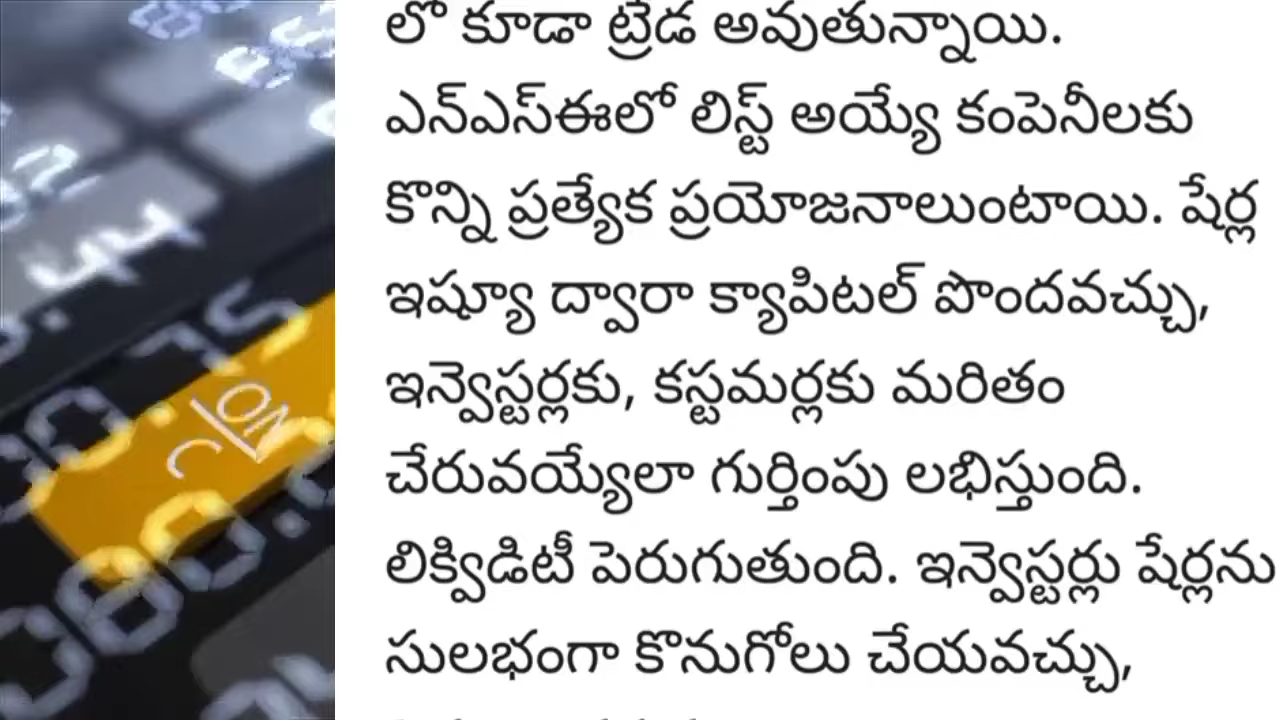 లో కూడా ట్రేడ అవుతున్నాయి.
ఎన్ఎస్ఈలో లిస్ట్ అయ్యే కంపెనీలకు
కొన్ని ప్రత్యేక ప్రయోజనాలుంటాయి. షేర్ల
ఇష్యూ ద్వారా క్యాపిటల్ పొందవచ్చు,
ఇన్వెస్టర్లకు, కస్టమర్లకు మరితం
చేరువయ్యేలా గుర్తింపు లభిస్తుంది.
లిక్విడిటీ పెరుగుతుంది. ఇన్వెస్టర్లు షేర్లను
సులభంగా కొనుగోలు చేయవచ్చు,
ON
C